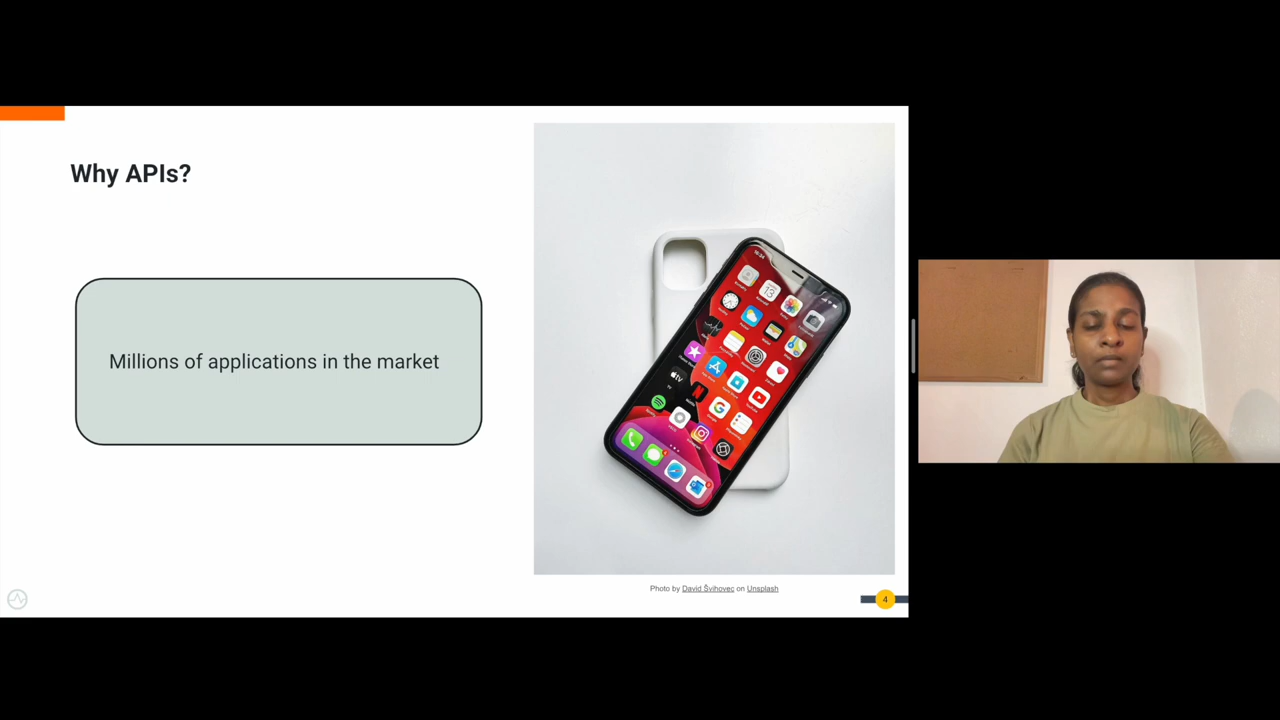 Why APIs?
Millions of applications in the market
Photo by David Švihovec on Unsplash
4